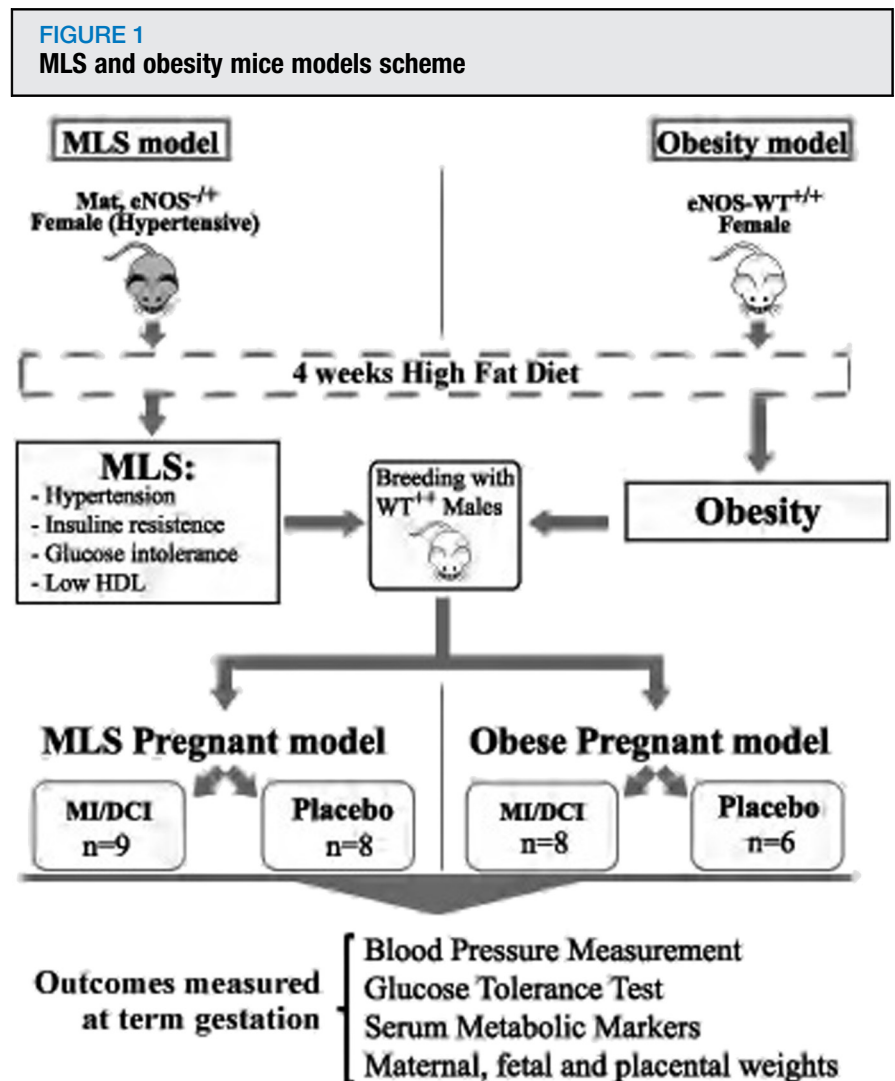 FIGURE 1
MLS and obesity mice models scheme
MLS model
Mat, eNOS-/+
Female (Hypertensive)
Obesity model
eNOS-WT+/+
Female
4 weeks High Fat Diet
MLS:
- Hypertension
- Insuline resistence
- Glucose intolerance
- Low HDL
Breeding with
WT++ Males
Obesity
MLS Pregnant model
MI/DCI
n=9
Placebo
n=8
Obese Pregnant model
MI/DCI
n=8
Placebo
n=6
Outcomes measured
at term gestation
Blood Pressure Measurement
Glucose Tolerance Test
Serum Metabolic Markers
Maternal, fetal and placental weights